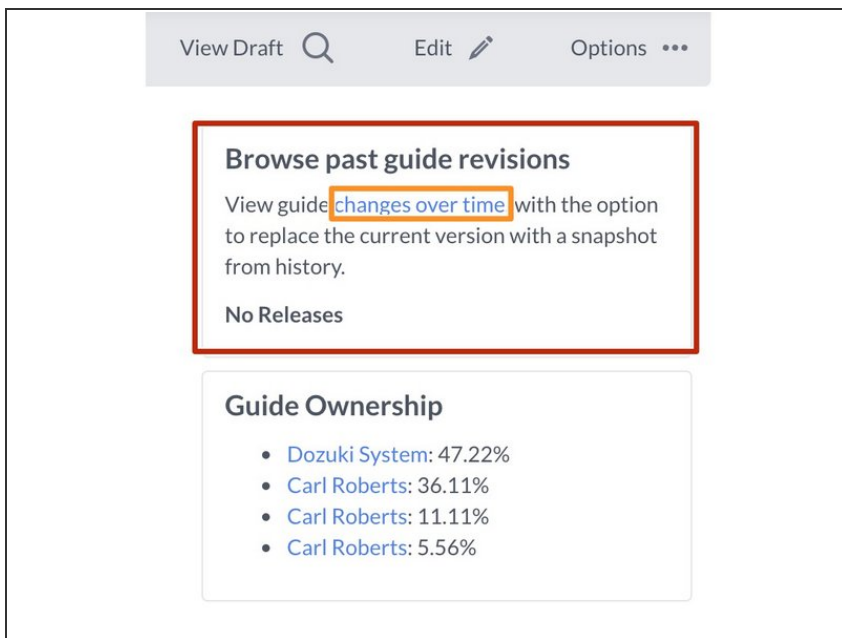 View Draft Edit Options
Browse past guide revisions
View guide changes over time with the option
to replace the current version with a snapshot
from history.
No Releases
Guide Ownership
• Dozuki System: 47.22%
• Carl Roberts: 36.11%
• Carl Roberts: 11.11%
• Carl Roberts: 5.56%